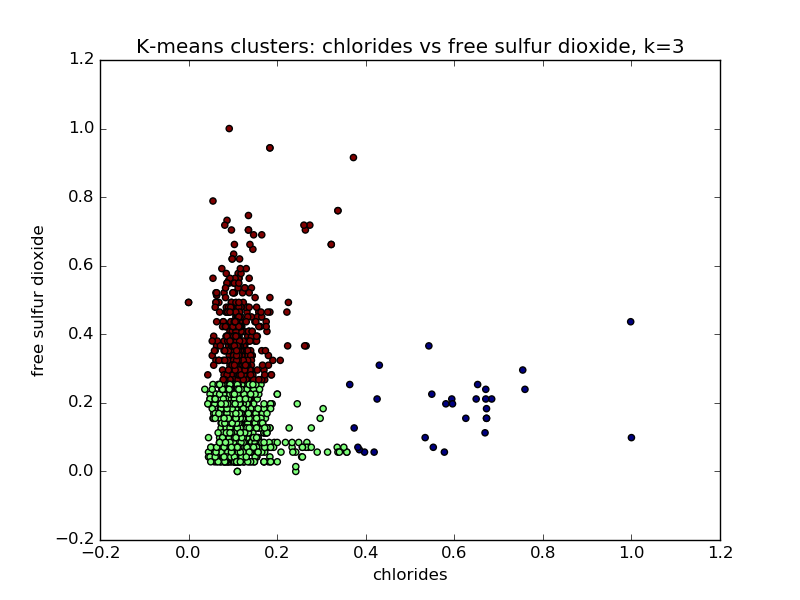 K-means clusters: chlorides vs free sulfur dioxide, k=3
1.2
1.0
0.8
0.6
0.4
0.2
0.0
−0.2
free sulfur dioxide
−0.2 0.0 0.2 0.4 0.6 0.8 1.0 1.2
chlorides